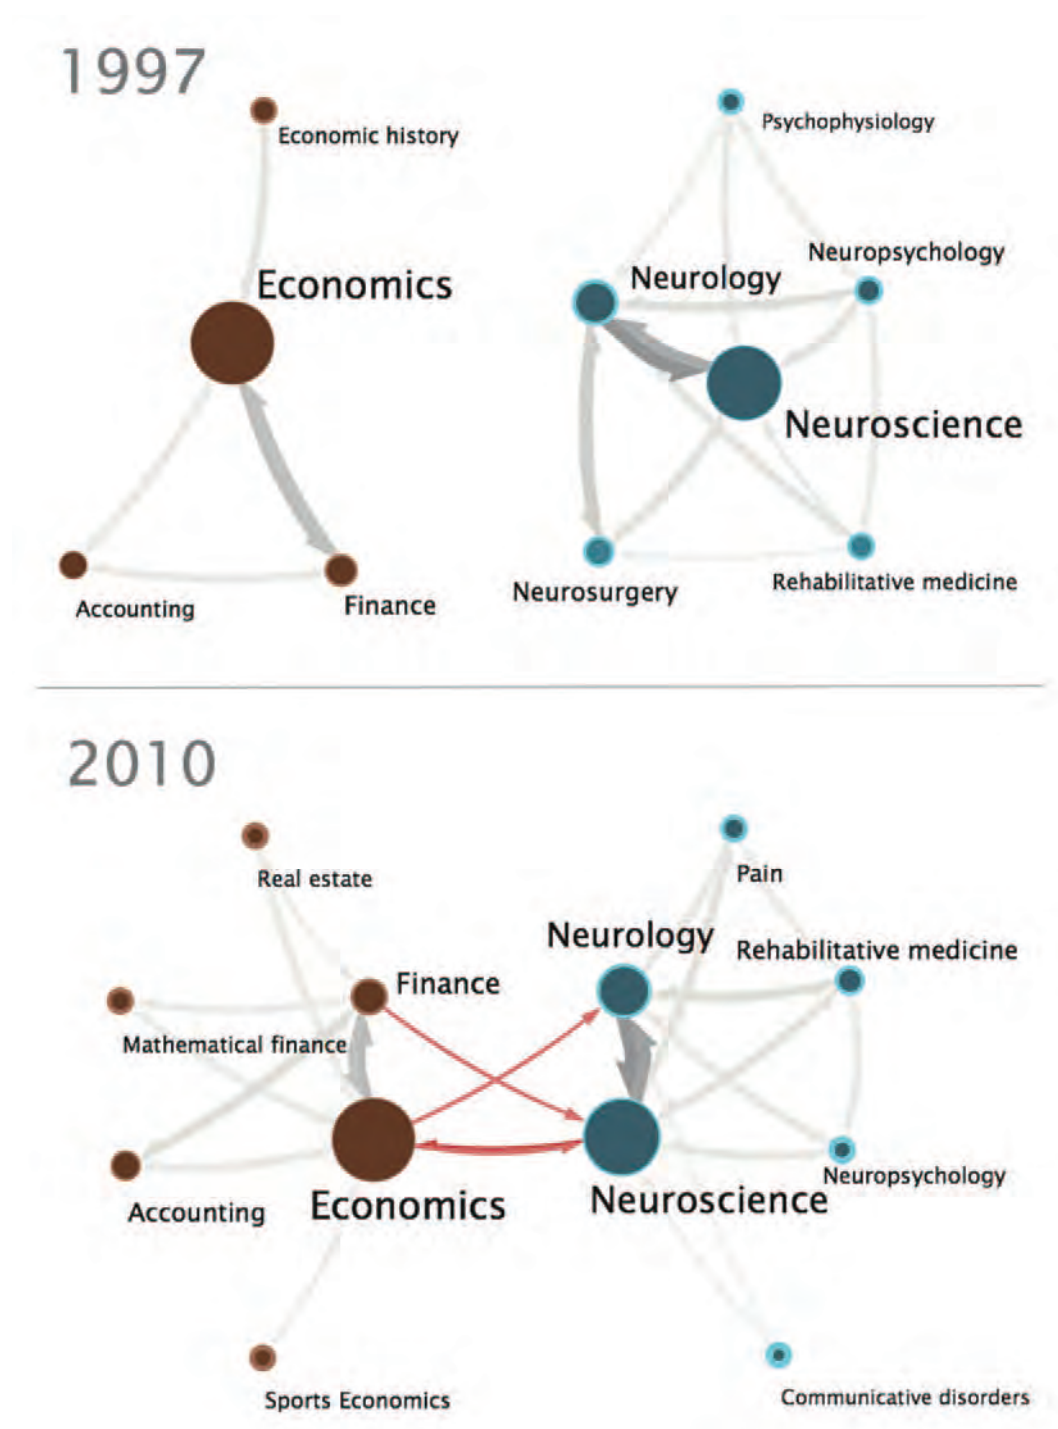 1997
Economic history
Psychophysiology
Neuropsychology
Economics
Neurology
Neuroscience
Accounting
Finance
Neurosurgery
Rehabilitative medicine
2010
Real estate
Pain
Neurology
Rehabilitative medicine
Finance
Mathematical finance
Neuropsychology
Accounting
Economics
Neuroscience
Sports Economics
Communicative disorders